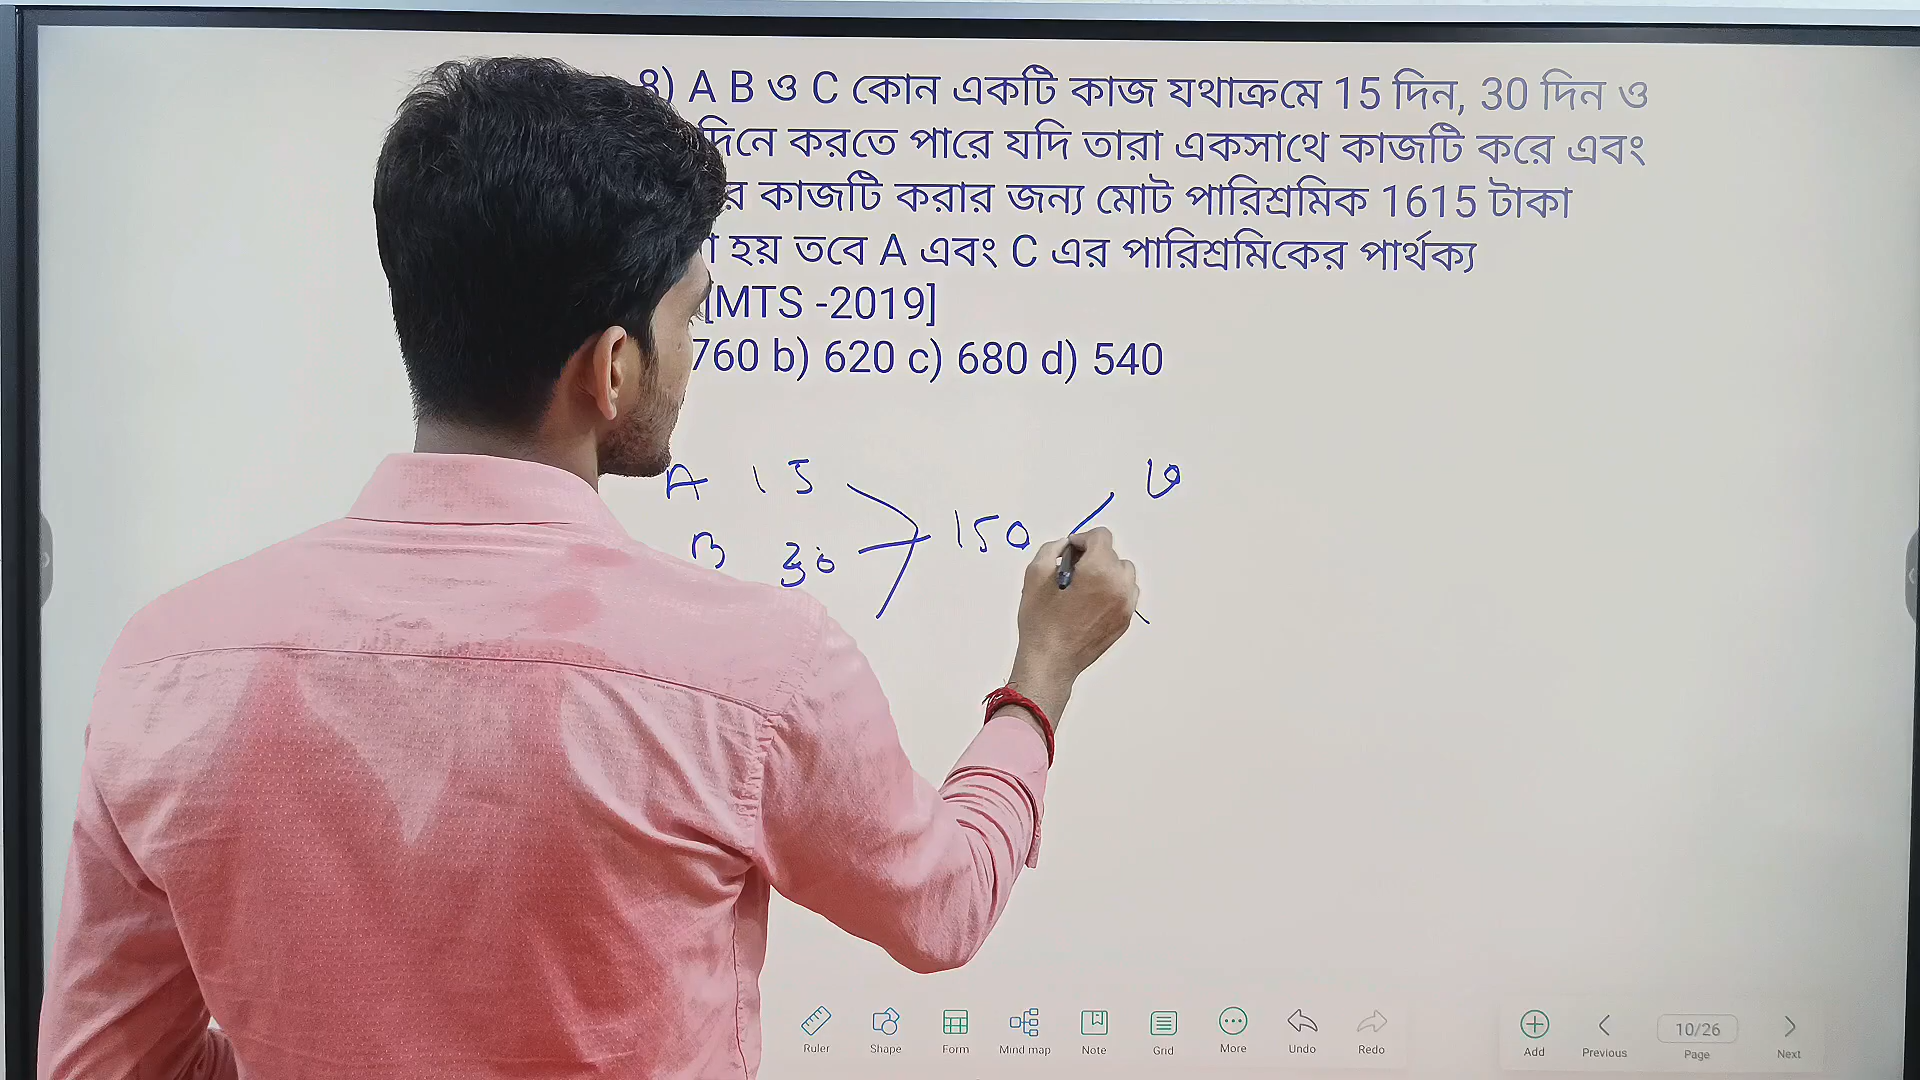 8) A B ও C কোন একটি কাজ যথাক্রমে 15 দিন, 30 দিন ও
দিনে করতে পারে যদি তারা একসাথে কাজটি করে এবং
র কাজটি করার জন্য মোট পারিশ্রমিক 1615 টাকা
হয় তবে A এবং C এর পারিশ্রমিকের পার্থক্য
[MTS -2019]
760 b) 620 c) 680 d) 540
A 15
B 30
150
Ruler Shape Form Mind map Note Grid More Undo Redo Add Previous 10/26 Page Next